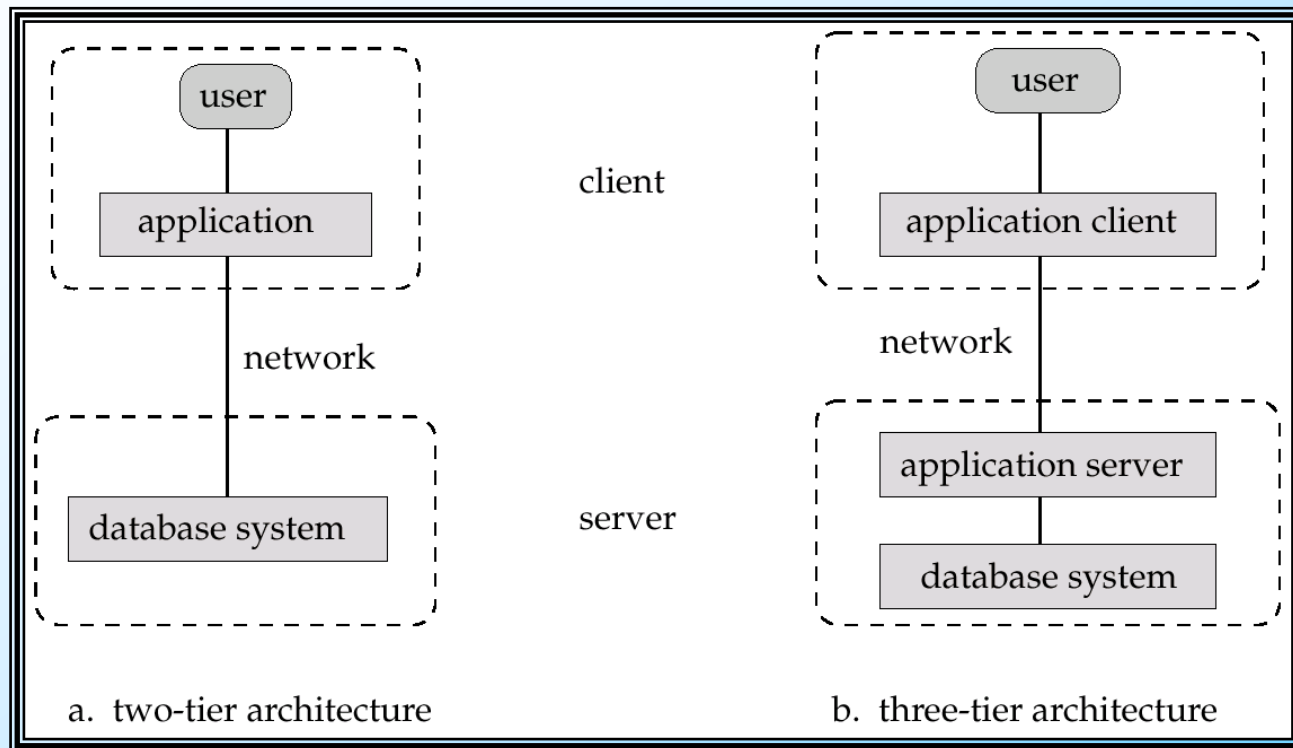 user
application
network
database system
a. two-tier architecture
client
server
user
application client
network
application server
database system
b. three-tier architecture